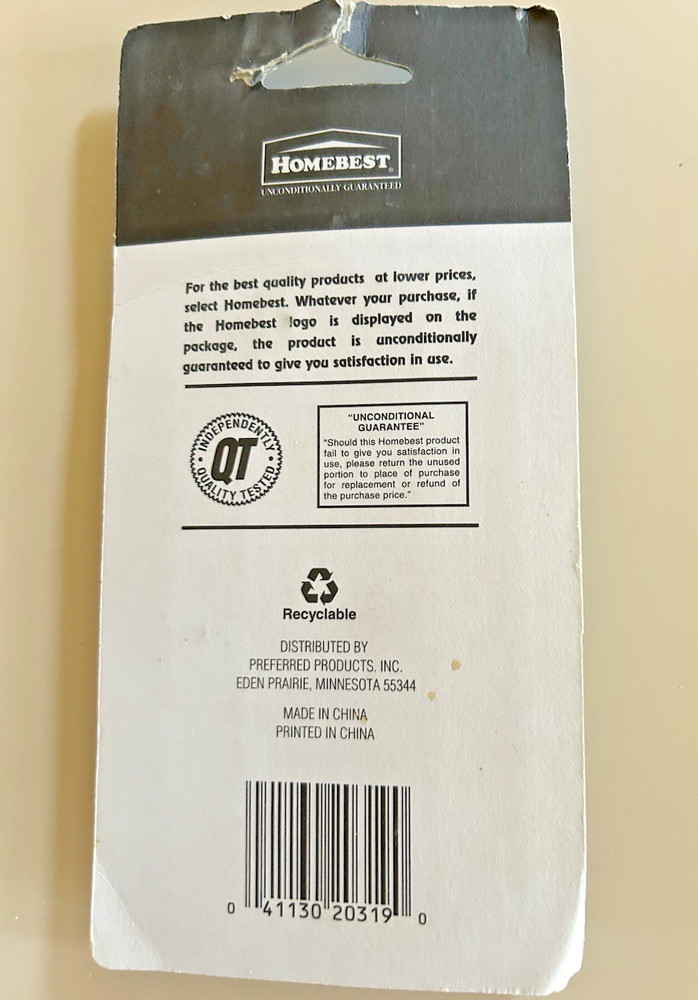 HOMEBEST®
UNCONDITIONALLY GUARANTEED
For the best quality products at lower prices,
select Homebest. Whatever your purchase, if
the Homebest logo is displayed on the
package, the product is unconditionally
guaranteed to give you satisfaction in use.
INDEPENDENTLY
QT
QUALITY TESTED
"UNCONDITIONAL
GUARANTEE"
"Should this Homebest product
fail to give you satisfaction in
use, please return the unused
portion to place of purchase
for replacement or refund of
the purchase price."
Recyclable
DISTRIBUTED BY
PREFERRED PRODUCTS. INC.
EDEN PRAIRIE, MINNESOTA 55344
MADE IN CHINA
PRINTED IN CHINA
0 41130 20319 0